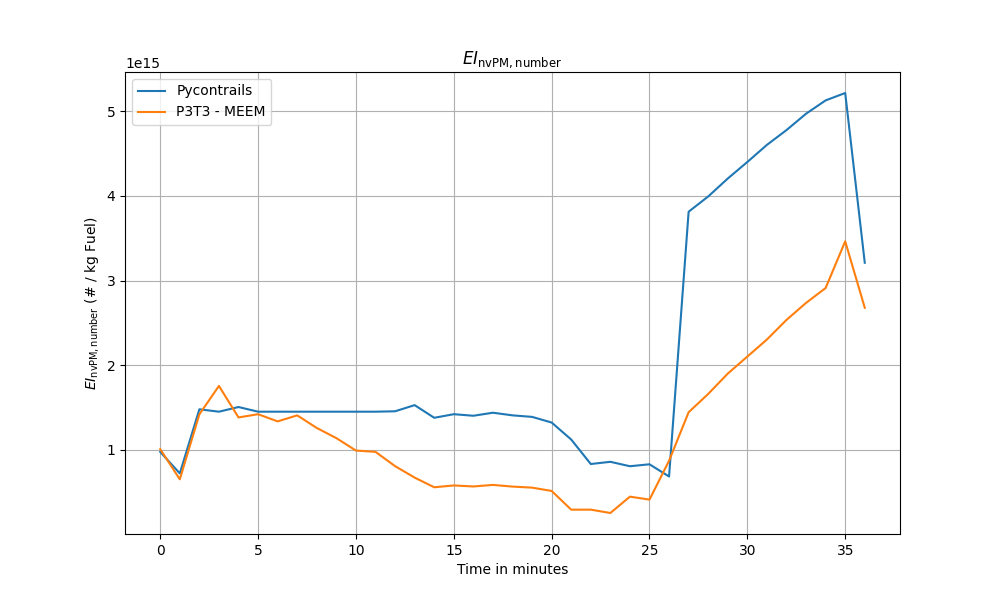 EI_nvPM, number
1e15
Pycontrails
P3T3 - MEEM
5
4
3
2
1
EI_nvPM, number (# / kg Fuel)
0 5 10 15 20 25 30 35
Time in minutes